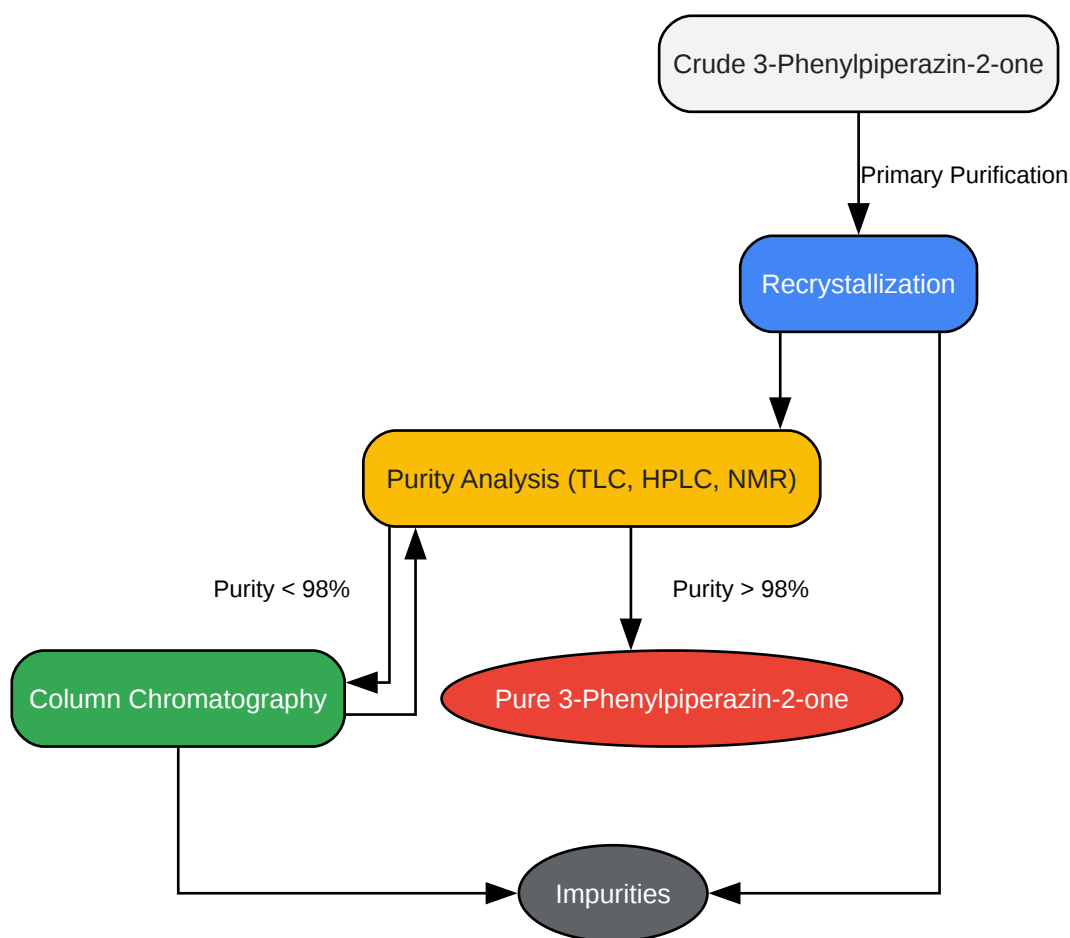 Crude 3-Phenylpiperazin-2-one
Primary Purification
Recrystallization
Purity Analysis (TLC, HPLC, NMR)
Purity < 98%
Purity > 98%
Column Chromatography
Pure 3-Phenylpiperazin-2-one
Impurities